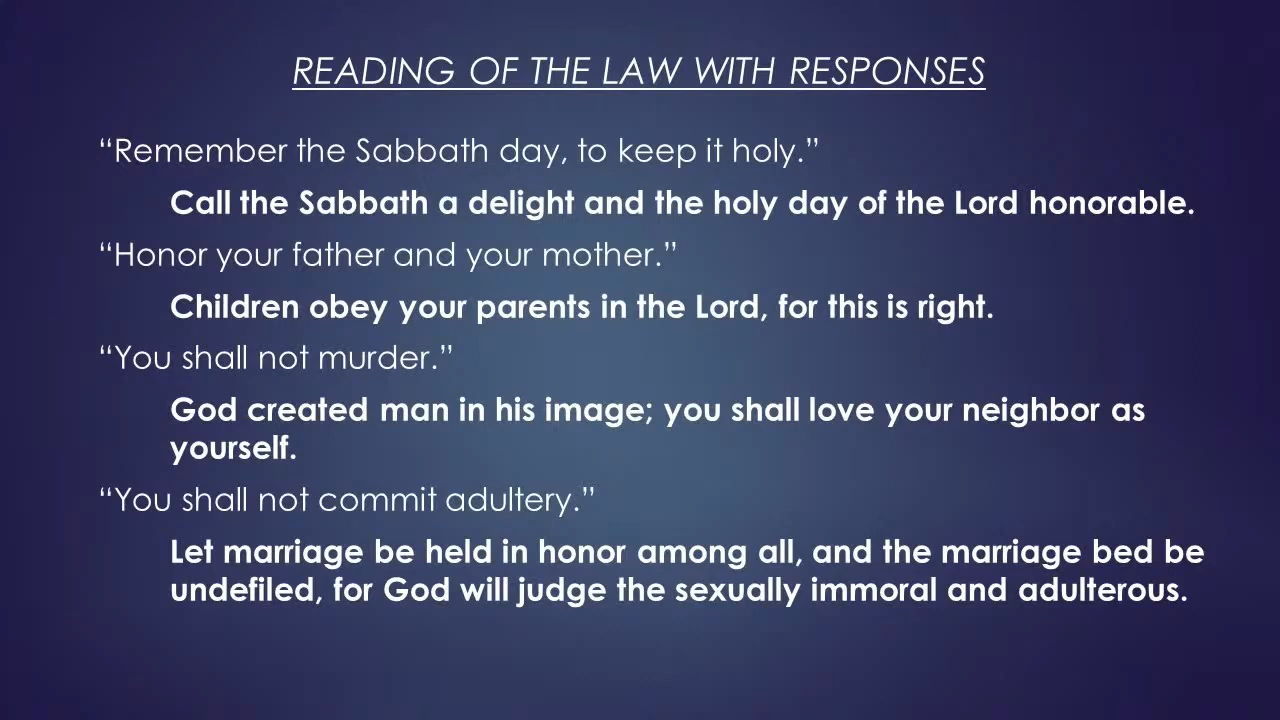 READING OF THE LAW WITH RESPONSES
“Remember the Sabbath day, to keep it holy.”
Call the Sabbath a delight and the holy day of the Lord honorable.
“Honor your father and your mother.”
Children obey your parents in the Lord, for this is right.
“You shall not murder.”
God created man in his image; you shall love your neighbor as
yourself.
“You shall not commit adultery.”
Let marriage be held in honor among all, and the marriage bed be
undefiled, for God will judge the sexually immoral and adulterous.